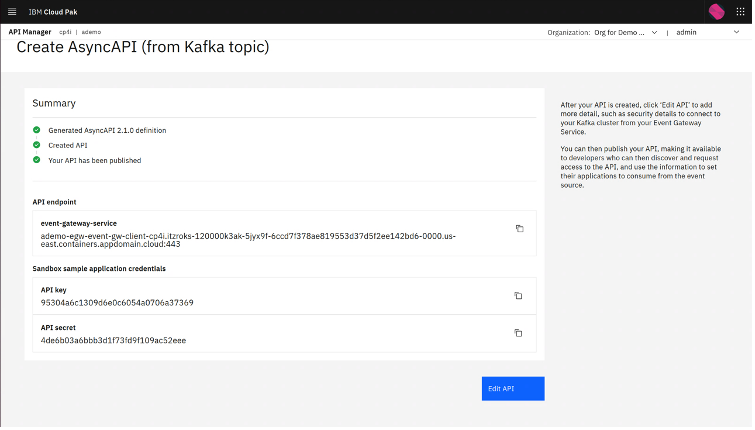 IBM Cloud Pak
API Manager cp4i | ademo
Organization: Org for Demo ... | admin
Create AsyncAPI (from Kafka topic)
Summary
Generated AsyncAPI 2.1.0 definition
Created API
Your API has been published
API endpoint
event-gateway-service
ademo-egw-event-gw-client-cp4i.itzroks-120000k3ak-5jyx9f-6ccd7f378ae819553d37d5f2ee142bd6-0000.us-
east.containers.appdomain.cloud:443
Sandbox sample application credentials
API key
95304a6c1309d6e0c6054a0706a37369
API secret
4de6b03a6bbb3d1f73fd9f109ac52eee
Edit API
After your API is created, click 'Edit API' to add
more detail, such as security details to connect to
your Kafka cluster from your Event Gateway
Service.
You can then publish your API, making it available
to developers who can then discover and request
access to the API, and use the information to set
their applications to consume from the event
source.